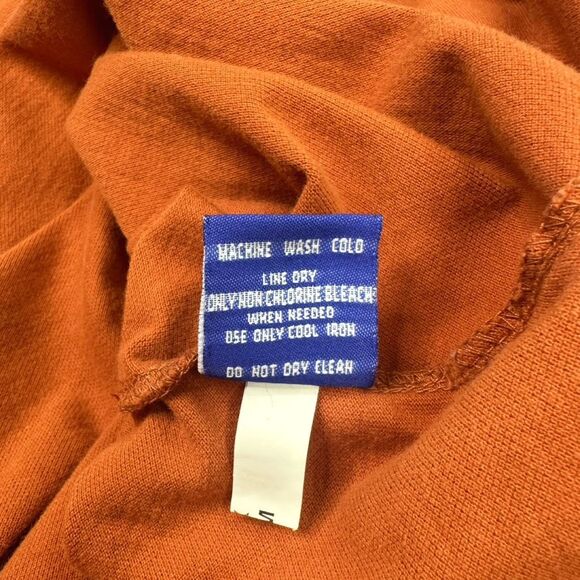 MACHINE WASH COLD
LINE DRY
ONLY NON CHLORINE BLEACH
WHEN NEEDED
USE ONLY COOL IRON
DO NOT DRY CLEAN